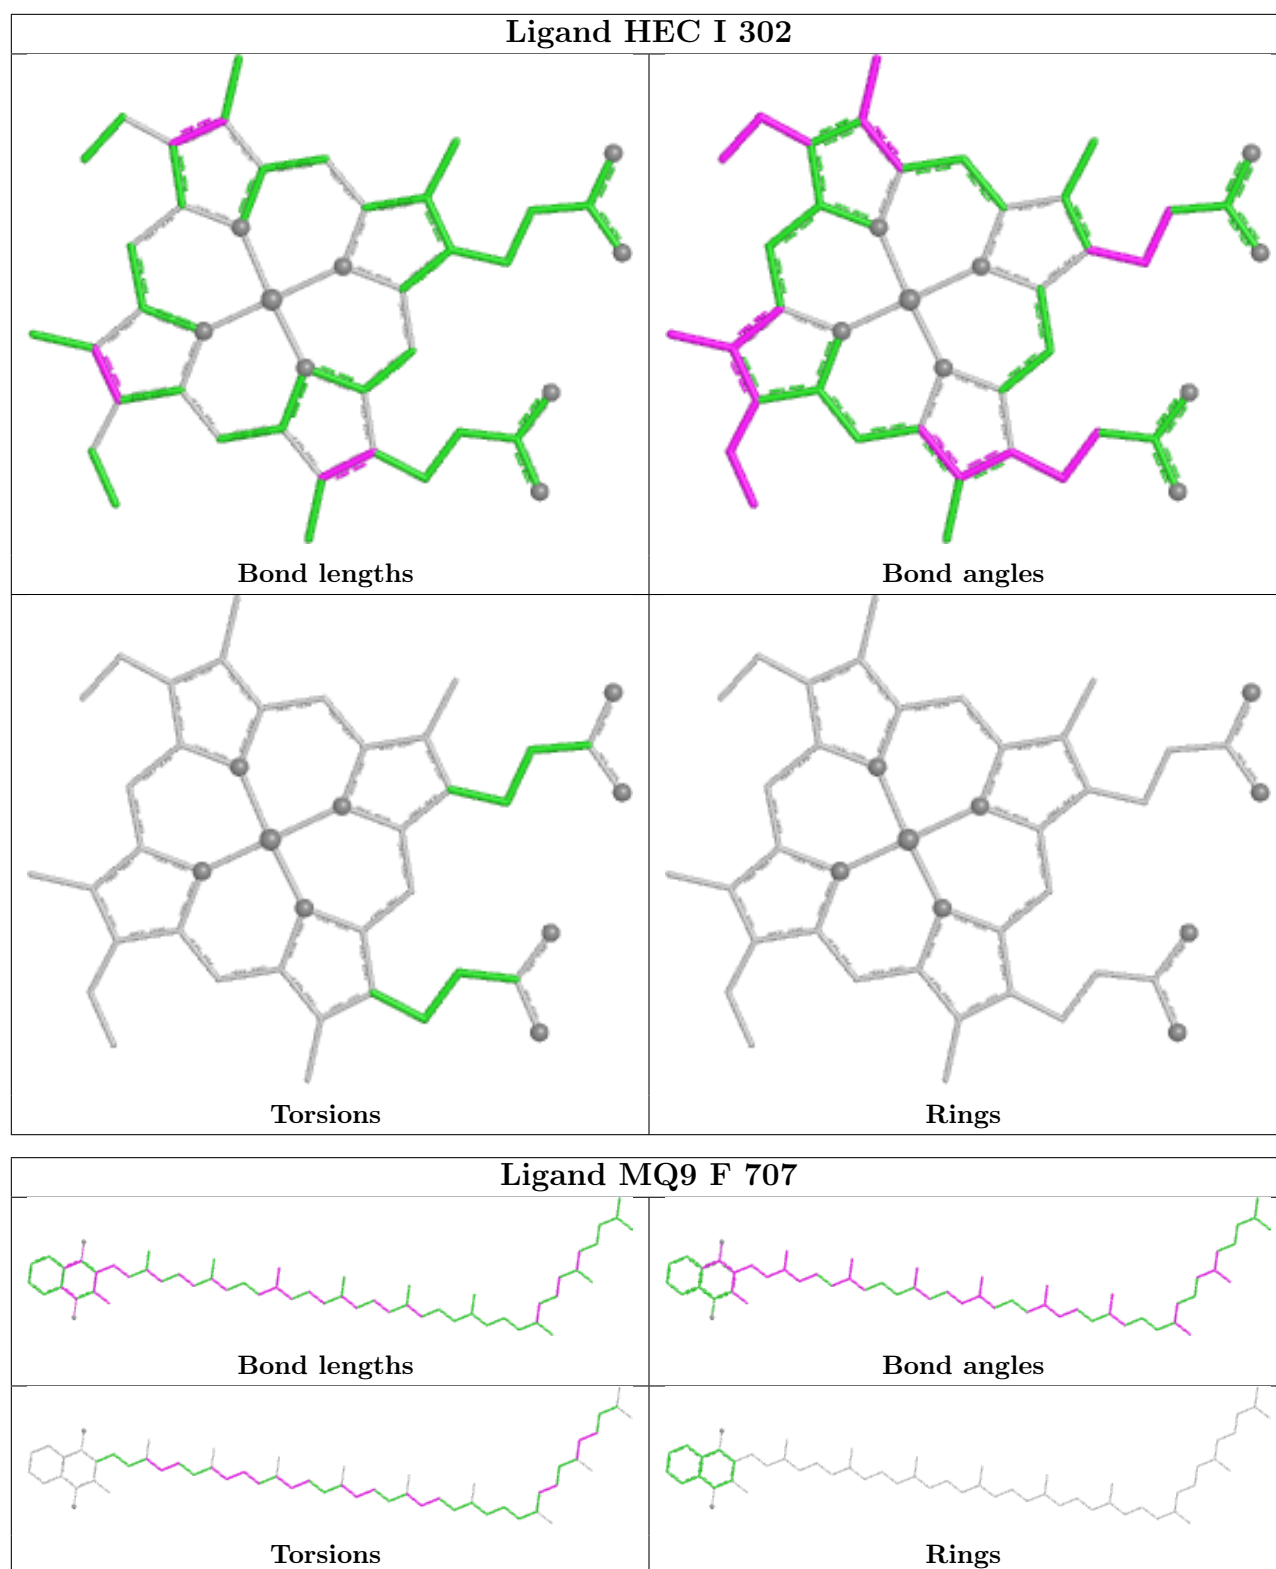 Ligand HEC I 302
Bond lengths
Bond angles
Torsions
Rings
Ligand MQ9 F 707
Bond lengths
Bond angles
Torsions
Rings